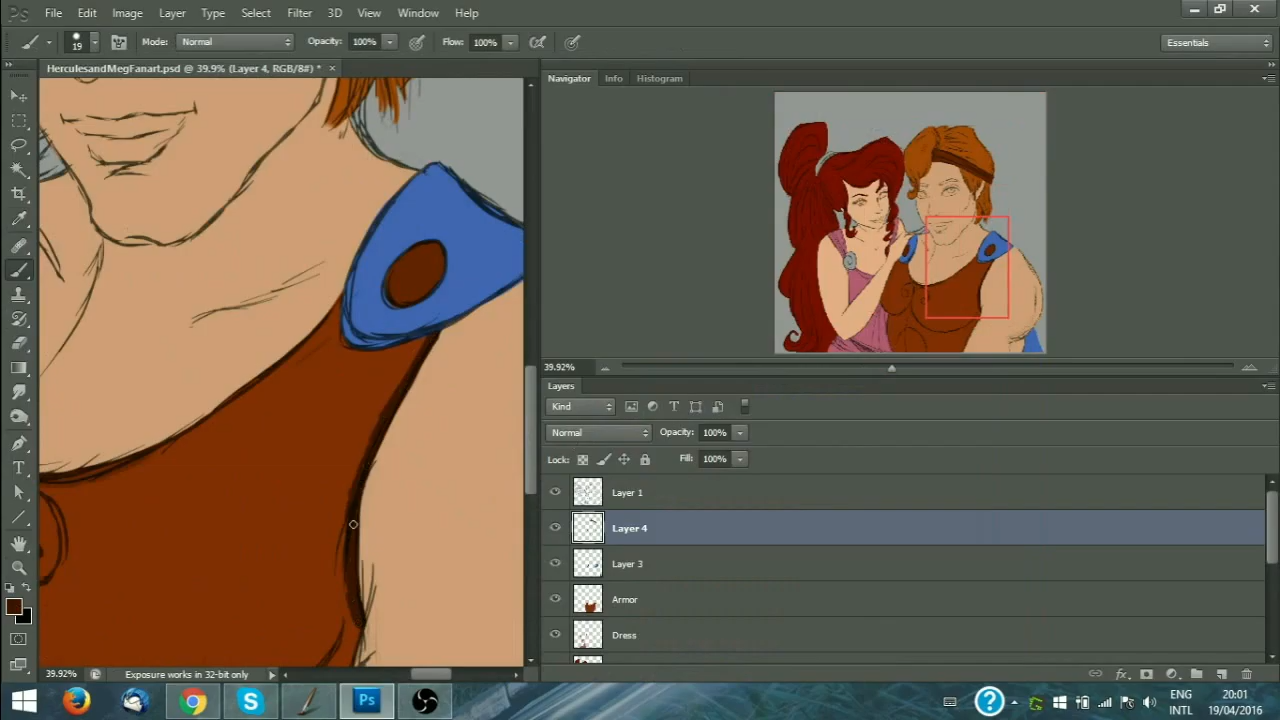 Ps File Edit Image Layer Type Select Filter 3D View Window Help
19 Mode: Normal Opacity: 100% Flow: 100% Essentials
HerculesandMegFanart.psd @ 39.9% (Layer 4, RGB/8#) * ×
Navigator Info Histogram
39.92%
Layers
Kind
Normal Opacity: 100%
Lock: Fill: 100%
Layer 1
Layer 4
Layer 3
Armor
Dress
39.92% Exposure works in 32-bit only
Ps
ENG 20:01
INTL 19/04/2016